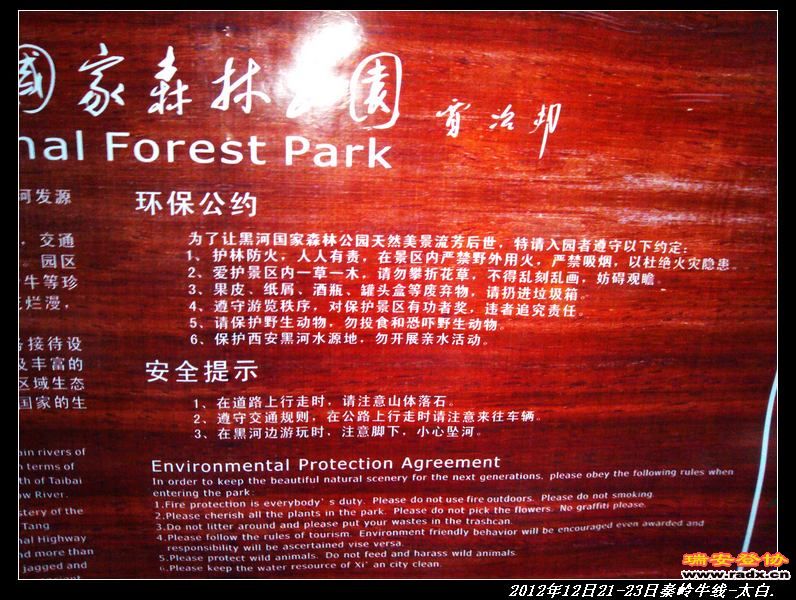 國家森林公園
nal Forest Park
河发源
，交通
。园区
牛等珍
烂漫，
接待设
及丰富的
区域生态
国家的生
ain rivers of
n terms of
th of Taibai
ow River.
stery of the
Tang
al Highway
nd more than
jagged and
环保公约
为了让黑河国家森林公园天然美景流芳后世，特请入园者遵守以下约定：
1、护林防火，人人有责，在景区内严禁野外用火，严禁吸烟，以杜绝火灾隐患。
2、爱护景区内一草一木，请勿攀折花草，不得乱刻乱画，妨碍观瞻。
3、果皮、纸屑、酒瓶、罐头盒等废弃物，请扔进垃圾箱。
4、遵守游览秩序，对保护景区有功者奖，违者追究责任。
5、请保护野生动物，勿投食和恐吓野生动物。
6、保护西安黑河水源地，勿开展亲水活动。
安全提示
1、在道路上行走时，请注意山体落石。
2、遵守交通规则，在公路上行走时请注意来往车辆。
3、在黑河边游玩时，注意脚下，小心坠河。
Environmental Protection Agreement
In order to keep the beautiful natural scenery for the next generations, please obey the following rules when
entering the park.
1.Fire protection is everybody's duty. Please do not use fire outdoors. Please do not smoking.
2.Please cherish all the plants in the park. Please do not pick the flowers. No graffiti please.
3.Do not litter around and please put your wastes in the trashcan.
4.Please follow the rules of tourism. Environment friendly behavior will be encouraged even awarded and
responsibility will be ascertained vise versa.
5.Please protect wild animals. Do not feed and harass wild animals.
6.Please keep the water resource of Xi'an city clean.
瑞安登协
www.radx.cn
2012年12日21-23日秦岭牛线-太白.